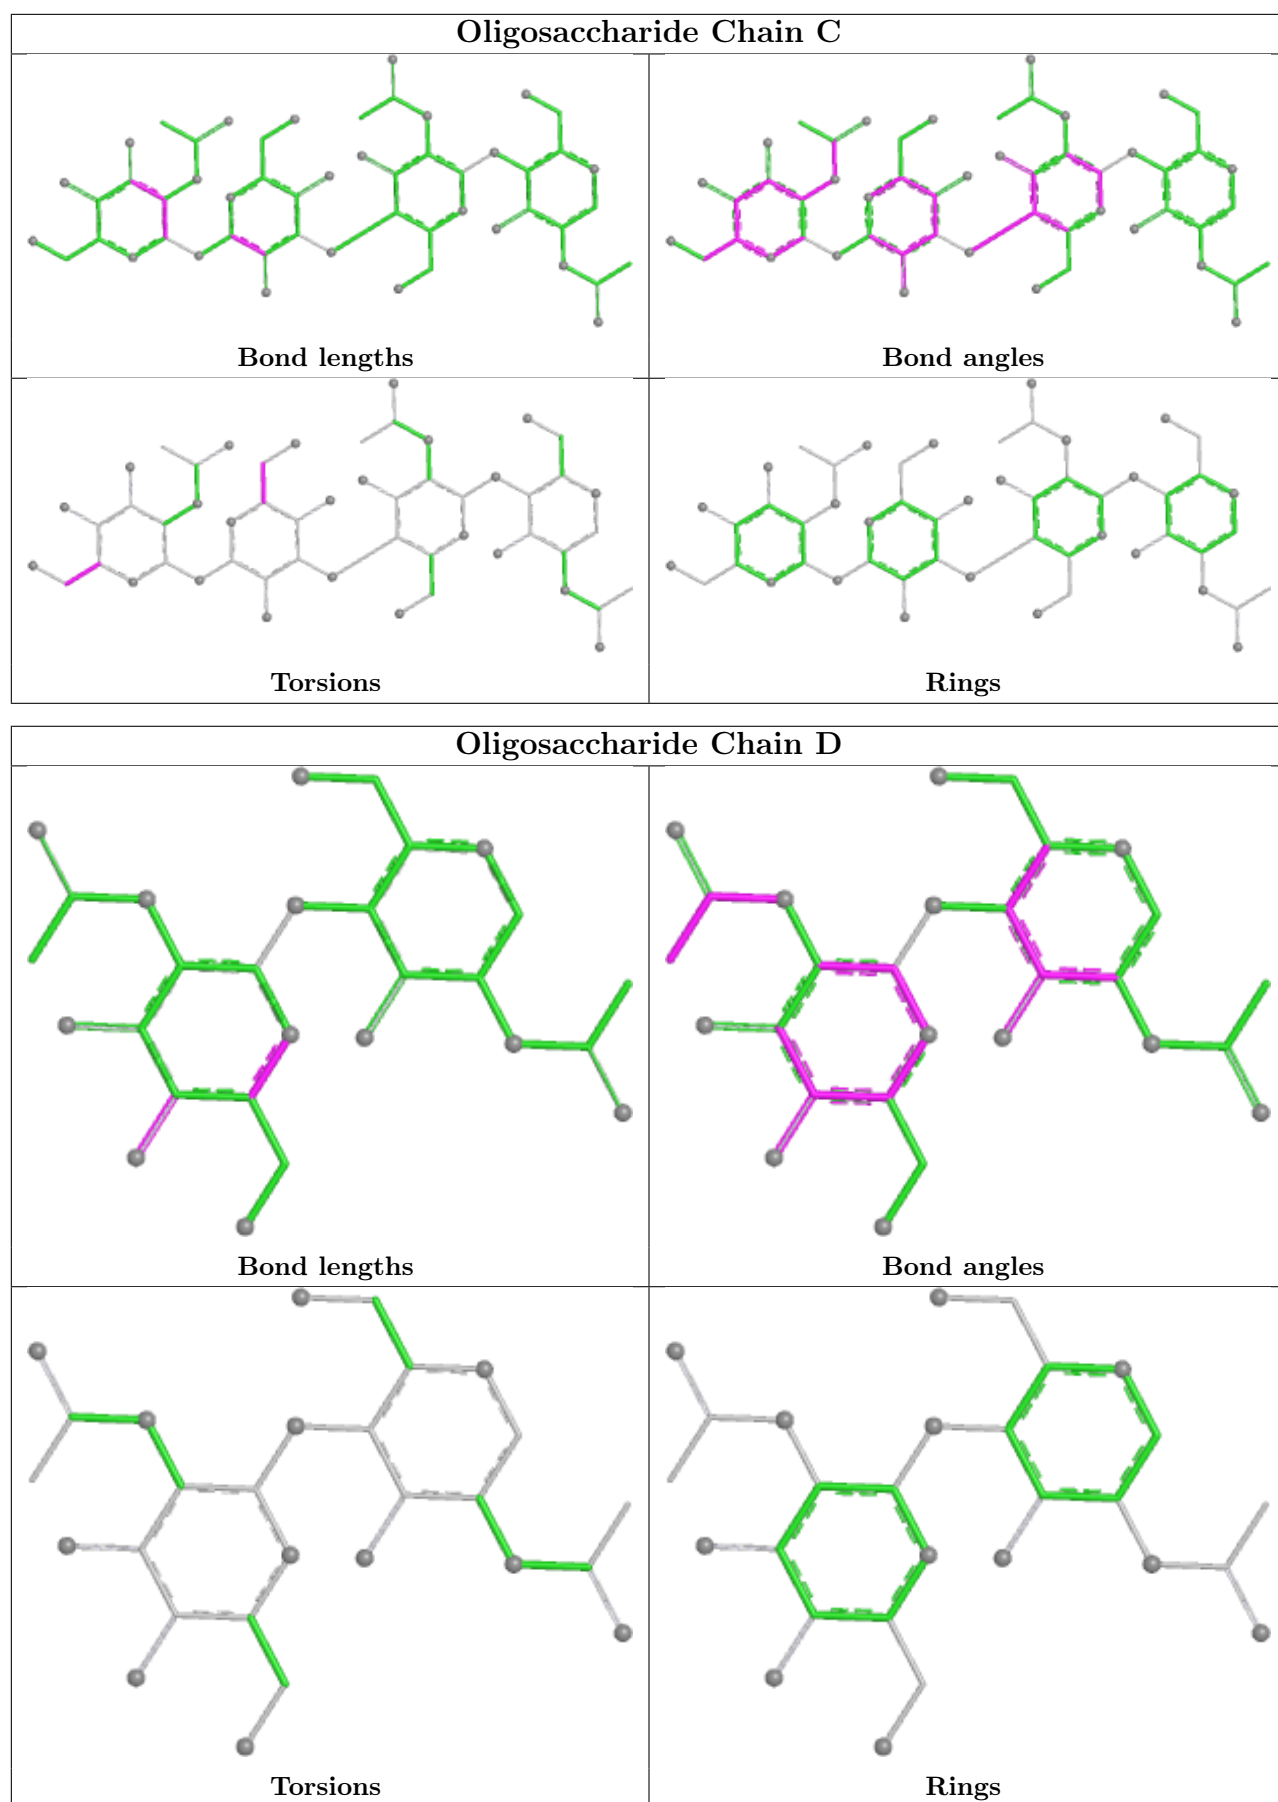 Oligosaccharide Chain C
Bond lengths
Bond angles
Torsions
Rings
Oligosaccharide Chain D
Bond lengths
Bond angles
Torsions
Rings